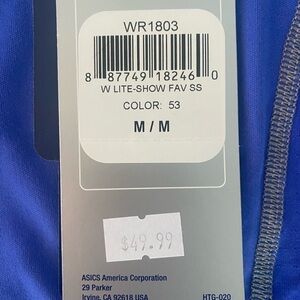 WR1803
8 87749 18246 0
W LITE-SHOW FAV SS
COLOR: 53
M / M
$49.99
ASICS America Corporation
29 Parker
Irvine, CA 92618 USA HTG-020